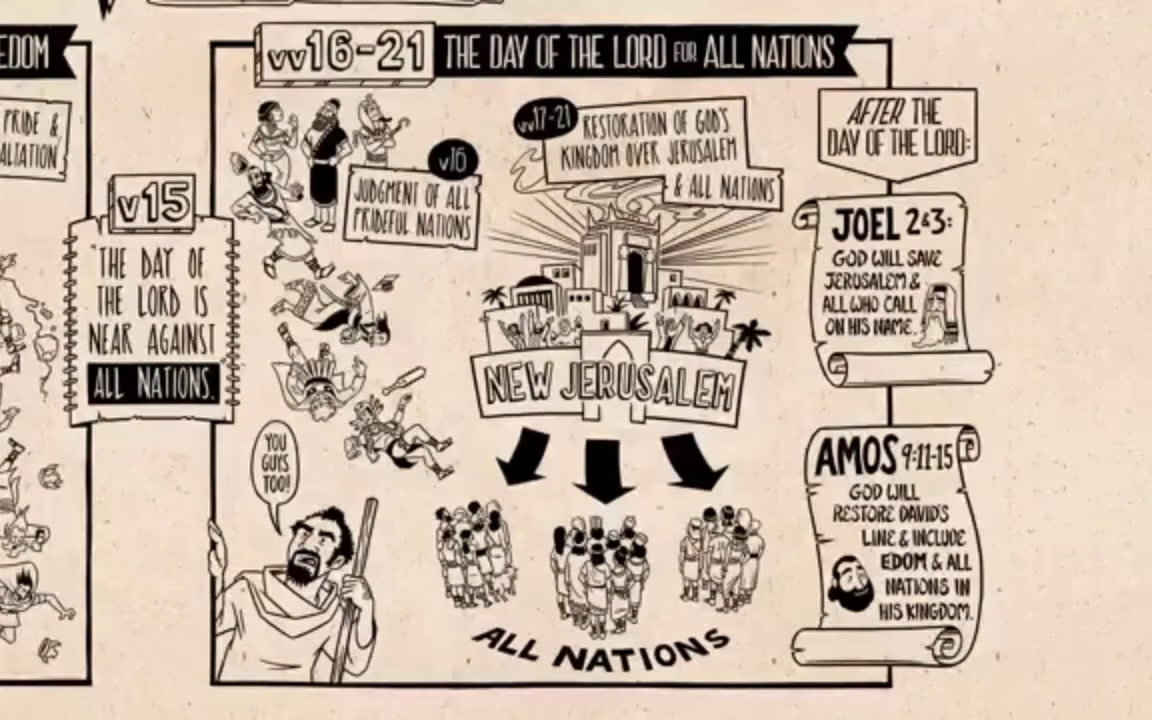 EDOM
PRIDE &
ALTATION
v15
"THE DAY OF
THE LORD IS
NEAR AGAINST
ALL NATIONS.
vv16-21 THE DAY OF THE LORD FOR ALL NATIONS
v16
JUDGMENT OF ALL
PRIDEFUL NATIONS
vv17-21
RESTORATION OF GOD'S
KINGDOM OVER JERUSALEM
& ALL NATIONS
NEW JERUSALEM
YOU
GUYS
TOO!!
ALL NATIONS
AFTER THE
DAY OF THE LORD:
JOEL 2&3:
GOD WILL SAVE
JERUSALEM &
ALL WHO CALL
ON HIS NAME.
AMOS 9:11-15
GOD WILL
RESTORE DAVID'S
LINE & INCLUDE
EDOM & ALL
NATIONS IN
HIS KINGDOM.